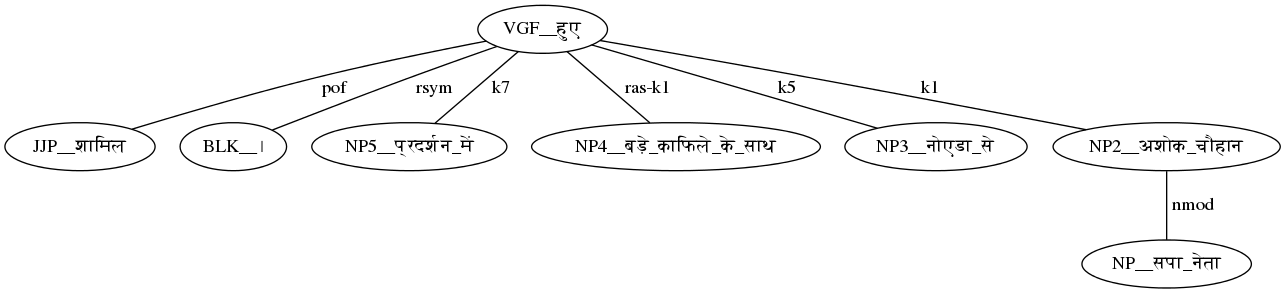 VGF__हुए
pof rsym k7 ras-k1 k5 k1
JJP__शामिल BLK__। NP5__प्रदर्शन_में NP4__बड़े_काफिले_के_साथ NP3__नोएडा_से NP2__अशोक_चौहान
nmod
NP__सपा_नेता